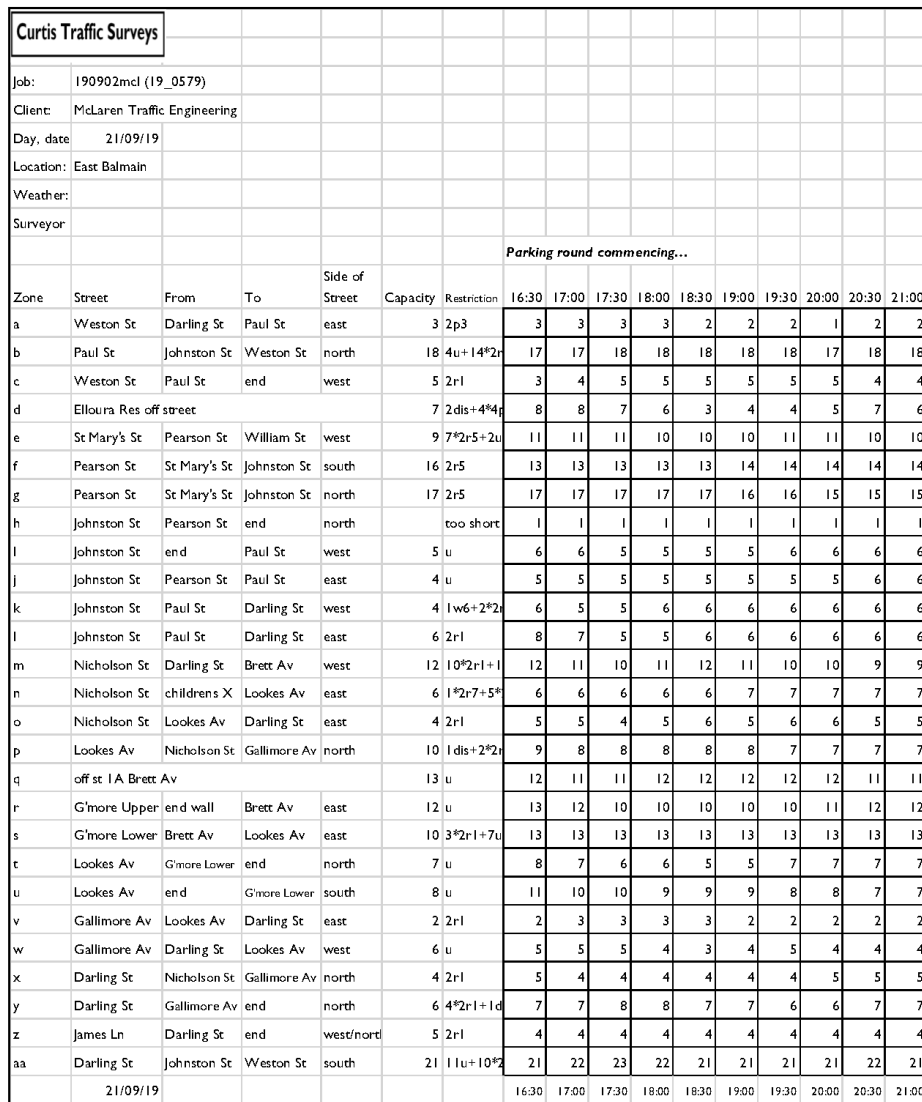 Curtis Traffic Surveys
Job: 190902mcl (19_0579)
Client: McLaren Traffic Engineering
Day, date 21/09/19
Location: East Balmain
Weather:
Surveyor
Parking round commencing...
Zone Street From To Side of Street Capacity Restriction 16:30 17:00 17:30 18:00 18:30 19:00 19:30 20:00 20:30 21:00
a Weston St Darling St Paul St east 3 2p3 3 3 3 3 2 2 2 1 2 2
b Paul St Johnston St Weston St north 18 4u+14*2r 17 17 18 18 18 18 18 17 18 18
c Weston St Paul St end west 5 2r1 3 4 5 5 5 5 5 5 4 4
d Elloura Res off street 7 2dis+4*4p 8 8 7 6 3 4 4 5 7 6
e St Mary's St Pearson St William St west 9 7*2r5+2u 11 11 11 10 10 10 11 11 10 10
f Pearson St St Mary's St Johnston St south 16 2r5 13 13 13 13 13 14 14 14 14 14
g Pearson St St Mary's St Johnston St north 17 2r5 17 17 17 17 17 16 16 15 15 15
h Johnston St Pearson St end north too short 1 1 1 1 1 1 1 1 1 1
I Johnston St end Paul St west 5 u 6 6 5 5 5 5 6 6 6 6
j Johnston St Pearson St Paul St east 4 u 5 5 5 5 5 5 5 5 6 6
k Johnston St Paul St Darling St west 4 1w6+2*2r 6 5 5 6 6 6 6 6 6 6
l Johnston St Paul St Darling St east 6 2r1 8 7 5 5 6 6 6 6 6 6
m Nicholson St Darling St Brett Av west 12 10*2r1+1 12 11 10 11 12 11 10 10 9 9
n Nicholson St childrens X Lookes Av east 6 1*2r7+5* 6 6 6 6 6 7 7 7 7 7
o Nicholson St Lookes Av Darling St east 4 2r1 5 5 4 5 6 5 6 6 5 5
p Lookes Av Nicholson St Gallimore Av north 10 1dis+2*2r 9 8 8 8 8 8 7 7 7 7
q off st 1A Brett Av 13 u 12 11 11 12 12 12 12 12 11 11
r G'more Upper end wall Brett Av east 12 u 13 12 10 10 10 10 10 11 12 12
s G'more Lower Brett Av Lookes Av east 10 3*2r1+7u 13 13 13 13 13 13 13 13 13 13
t Lookes Av G'more Lower end north 7 u 8 7 6 6 5 5 7 7 7 7
u Lookes Av end G'more Lower south 8 u 11 10 10 9 9 9 8 8 7 7
v Gallimore Av Lookes Av Darling St east 2 2r1 2 3 3 3 3 2 2 2 2 2
w Gallimore Av Darling St Lookes Av west 6 u 5 5 5 4 3 4 5 4 4 4
x Darling St Nicholson St Gallimore Av north 4 2r1 5 4 4 4 4 4 4 5 5 5
y Darling St Gallimore Av end north 6 4*2r1+1d 7 7 8 8 7 7 6 6 7 7
z James Ln Darling St end west/north 5 2r1 4 4 4 4 4 4 4 4 4 4
aa Darling St Johnston St Weston St south 21 11u+10*2 21 22 23 22 21 21 21 21 22 21
21/09/19 16:30 17:00 17:30 18:00 18:30 19:00 19:30 20:00 20:30 21:00